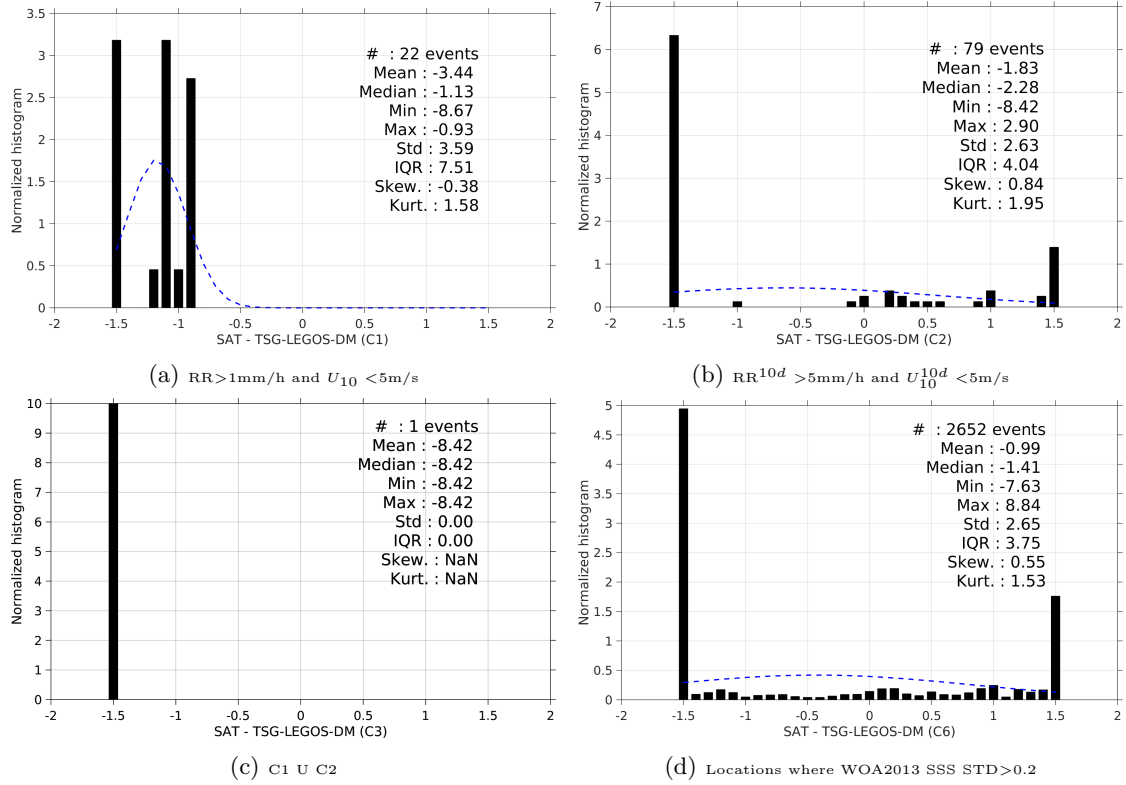 3.5
3
2.5
2
1.5
1
0.5
0
Normalized histogram
# : 22 events
Mean : -3.44
Median : -1.13
Min : -8.67
Max : -0.93
Std : 3.59
IQR : 7.51
Skew. : -0.38
Kurt. : 1.58
-2 -1.5 -1 -0.5 0 0.5 1 1.5 2
SAT - TSG-LEGOS-DM (C1)
(a) RR>1mm/h and U10 <5m/s
7
6
5
4
3
2
1
0
Normalized histogram
# : 79 events
Mean : -1.83
Median : -2.28
Min : -8.42
Max : 2.90
Std : 2.63
IQR : 4.04
Skew. : 0.84
Kurt. : 1.95
-2 -1.5 -1 -0.5 0 0.5 1 1.5 2
SAT - TSG-LEGOS-DM (C2)
(b) RR^10d >5mm/h and U10^10d <5m/s
10
9
8
7
6
5
4
3
2
1
0
Normalized histogram
# : 1 events
Mean : -8.42
Median : -8.42
Min : -8.42
Max : -8.42
Std : 0.00
IQR : 0.00
Skew. : NaN
Kurt. : NaN
-2 -1.5 -1 -0.5 0 0.5 1 1.5 2
SAT - TSG-LEGOS-DM (C3)
(c) C1 U C2
5
4.5
4
3.5
3
2.5
2
1.5
1
0.5
0
Normalized histogram
# : 2652 events
Mean : -0.99
Median : -1.41
Min : -7.63
Max : 8.84
Std : 2.65
IQR : 3.75
Skew. : 0.55
Kurt. : 1.53
-2 -1.5 -1 -0.5 0 0.5 1 1.5 2
SAT - TSG-LEGOS-DM (C6)
(d) Locations where WOA2013 SSS STD>0.2